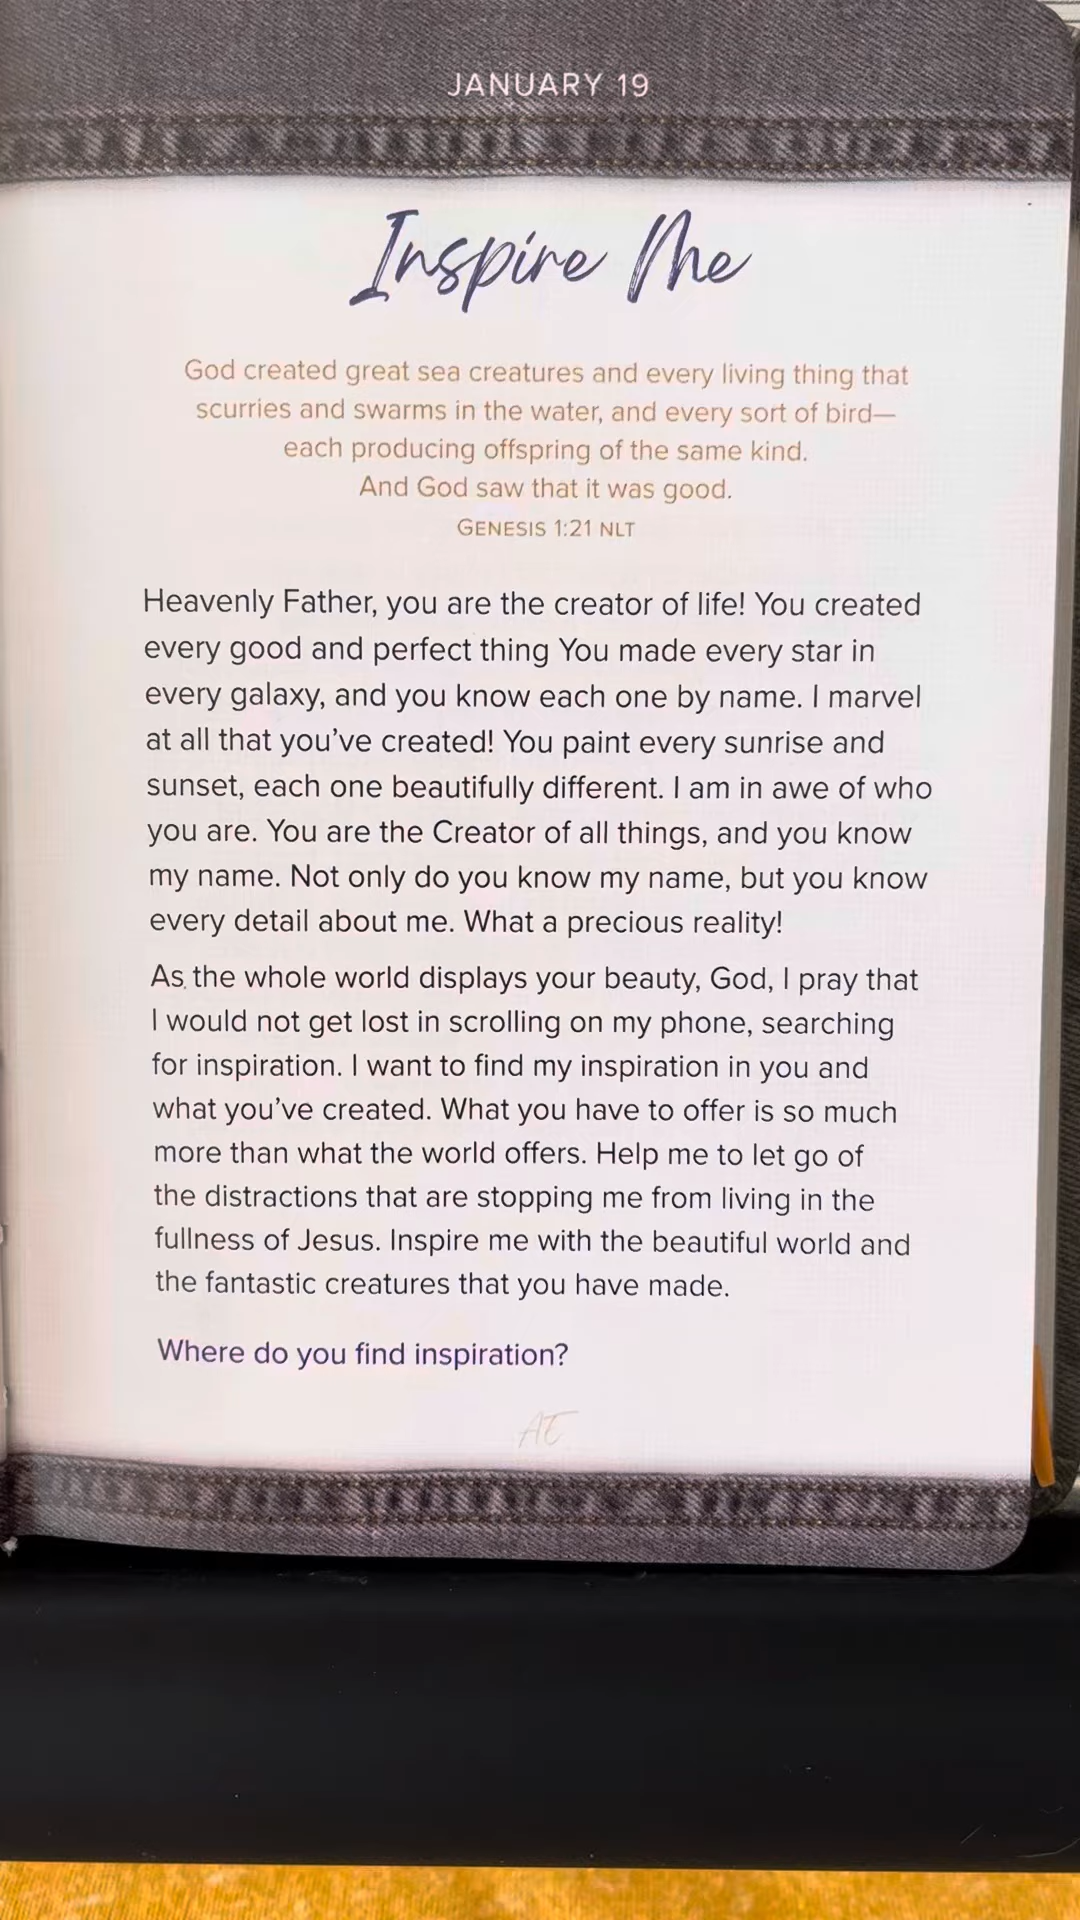 JANUARY 19
Inspire Me
God created great sea creatures and every living thing that
scurries and swarms in the water, and every sort of bird—
each producing offspring of the same kind.
And God saw that it was good.
GENESIS 1:21 NLT
Heavenly Father, you are the creator of life! You created
every good and perfect thing You made every star in
every galaxy, and you know each one by name. I marvel
at all that you’ve created! You paint every sunrise and
sunset, each one beautifully different. I am in awe of who
you are. You are the Creator of all things, and you know
my name. Not only do you know my name, but you know
every detail about me. What a precious reality!
As the whole world displays your beauty, God, I pray that
I would not get lost in scrolling on my phone, searching
for inspiration. I want to find my inspiration in you and
what you’ve created. What you have to offer is so much
more than what the world offers. Help me to let go of
the distractions that are stopping me from living in the
fullness of Jesus. Inspire me with the beautiful world and
the fantastic creatures that you have made.
Where do you find inspiration?
AE